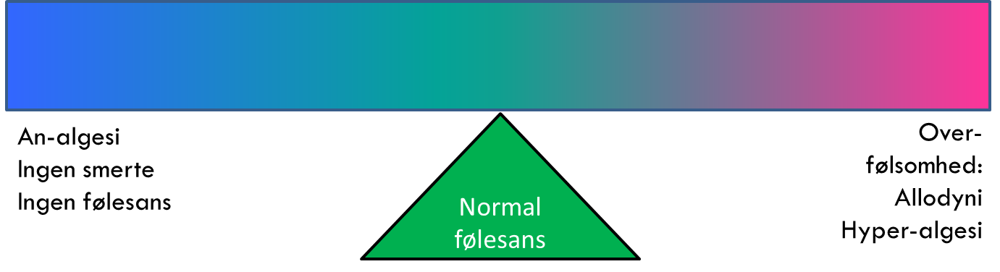 An-algesi
Ingen smerte
Ingen følesans
Normal
følesans
Over-
følsomhed:
Allodyni
Hyper-algesi